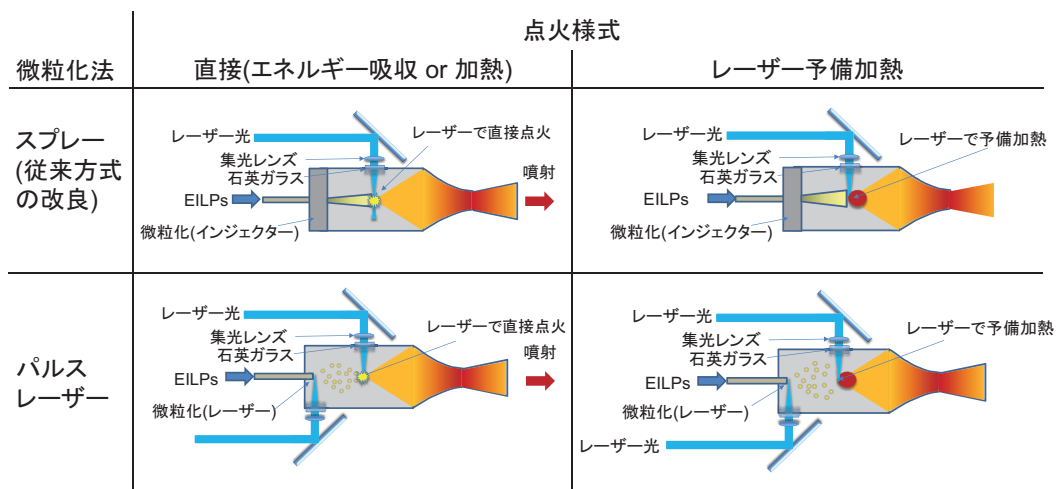 点火様式
微粒化法
直接(エネルギー吸収 or 加熱)
レーザー予備加熱
スプレー
(従来方式
の改良)
レーザー光
レーザーで直接点火
集光レンズ
石英ガラス
噴射
EILPs
微粒化(インジェクター)
レーザー光
レーザーで予備加熱
集光レンズ
石英ガラス
EILPs
微粒化(インジェクター)
パルス
レーザー
レーザー光
レーザーで直接点火
集光レンズ
石英ガラス
噴射
EILPs
微粒化(レーザー)
レーザー光
レーザーで予備加熱
集光レンズ
石英ガラス
EILPs
微粒化(レーザー)
レーザー光